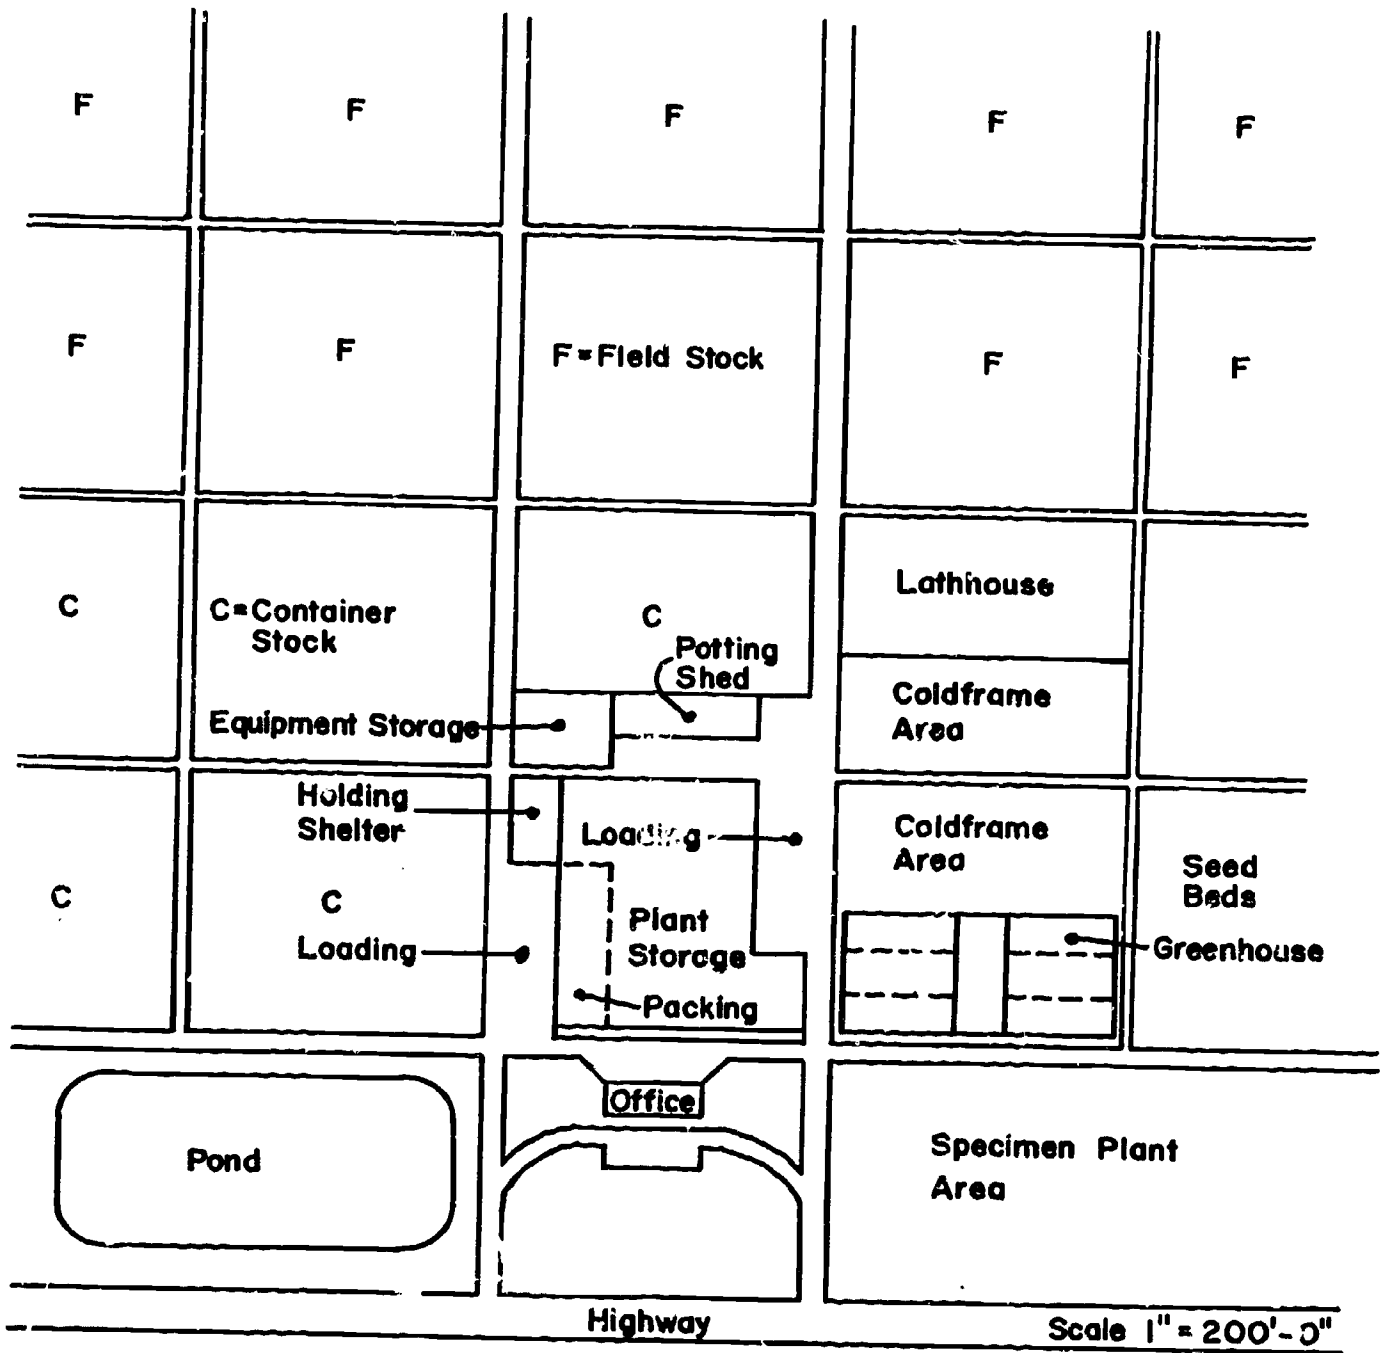 F F F F F
F F F=Field Stock F F
C
C=Container
Stock
C
Potting
Shed
Lathhouse
Coldframe
Area
Equipment Storage
Holding
Shelter
Loading
Coldframe
Area
Seed
Beds
C
C
Loading
Plant
Storage
Greenhouse
Packing
Office
Pond
Specimen Plant
Area
Highway
Scale 1" = 200'-0"